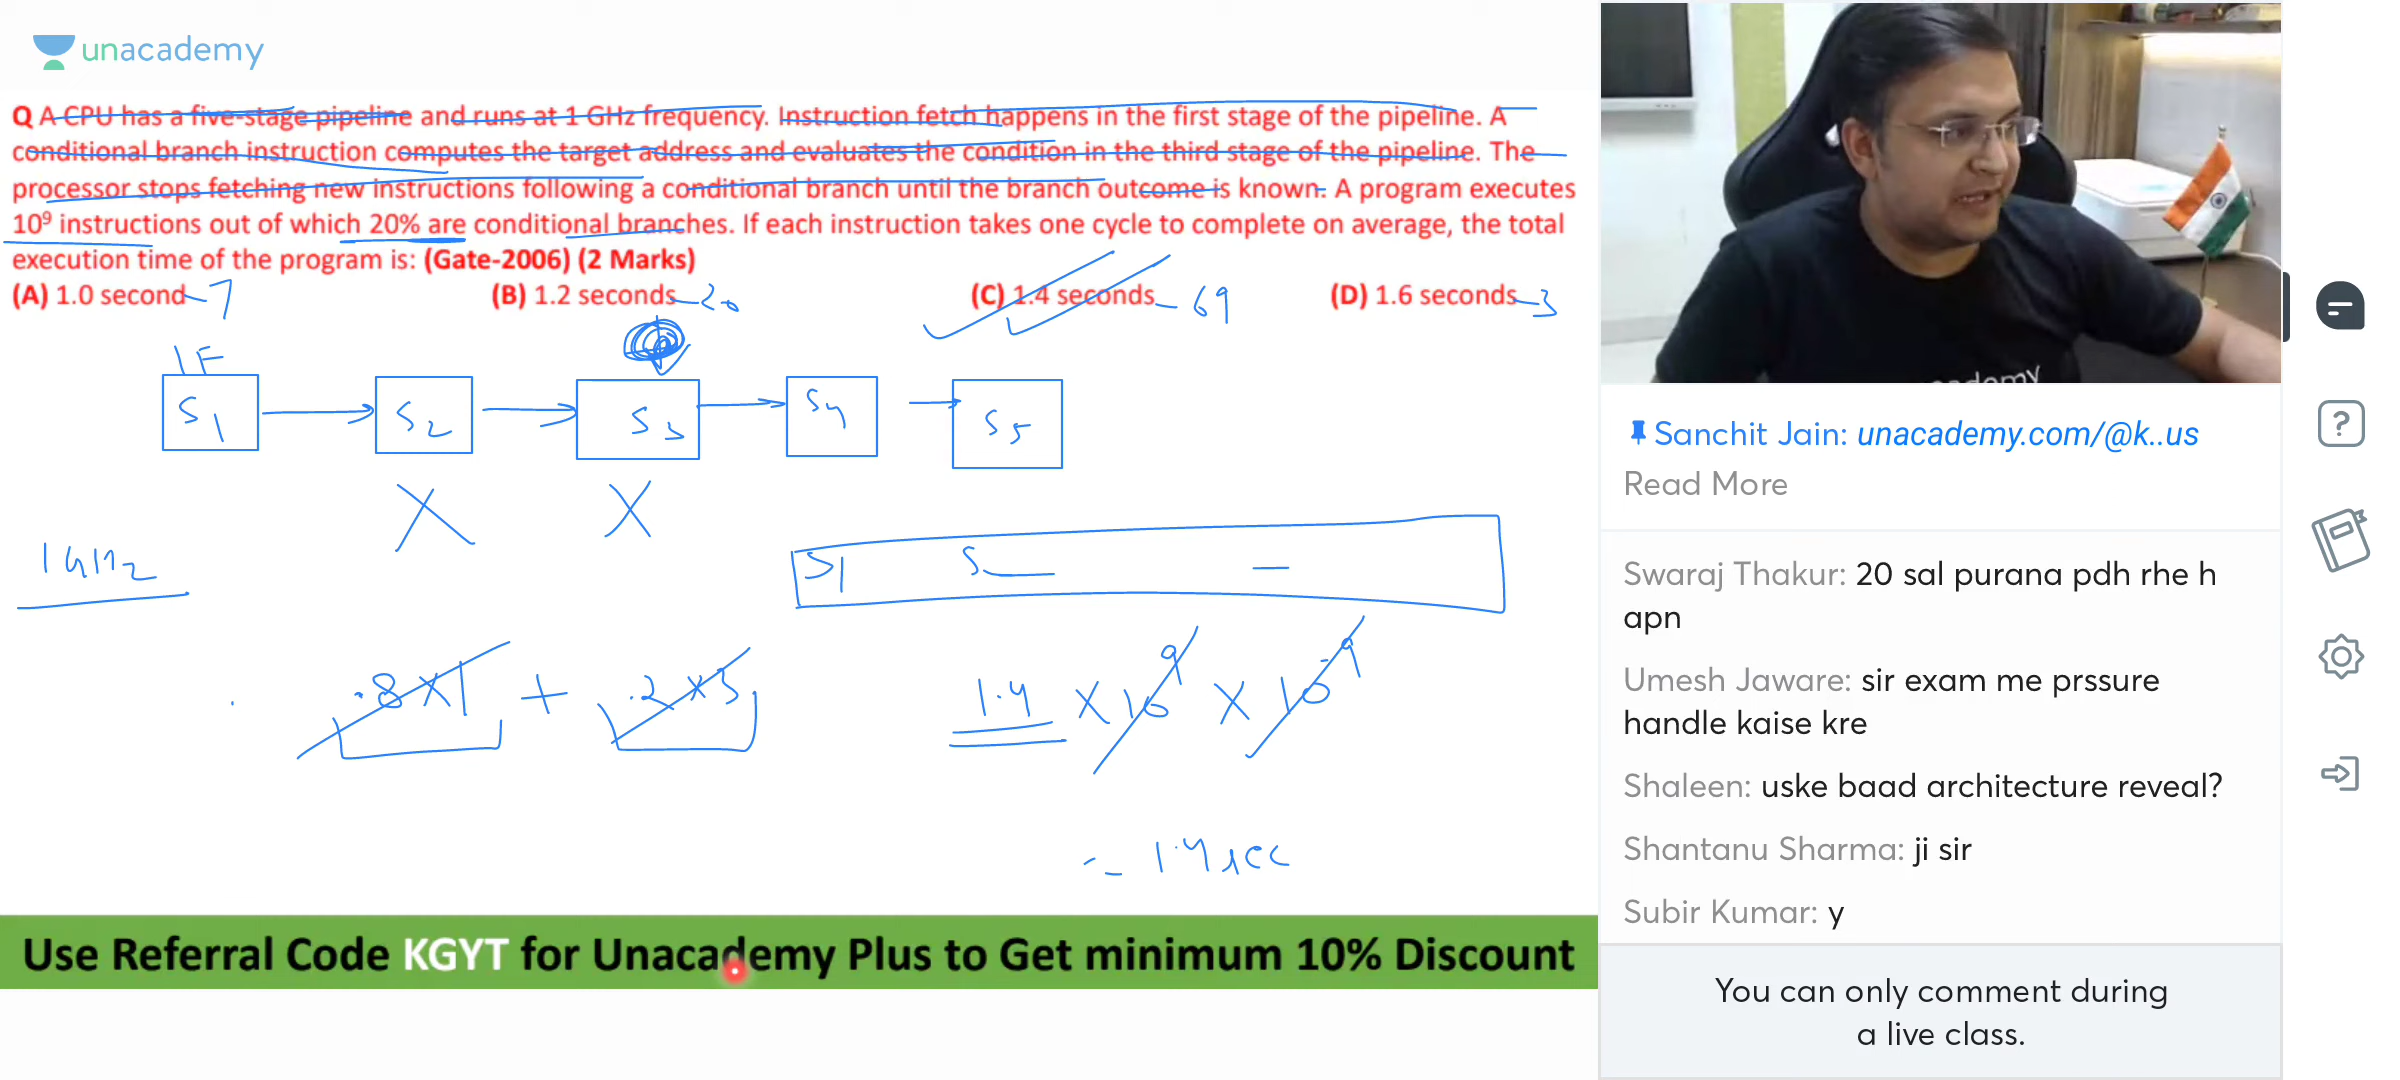 unacademy
Q A CPU has a five-stage pipeline and runs at 1 GHz frequency. Instruction fetch happens in the first stage of the pipeline. A
conditional branch instruction computes the target address and evaluates the condition in the third stage of the pipeline. The
processor stops fetching new instructions following a conditional branch until the branch outcome is known. A program executes
10⁹ instructions out of which 20% are conditional branches. If each instruction takes one cycle to complete on average, the total
execution time of the program is: (Gate-2006) (2 Marks)
(A) 1.0 second - 7 (B) 1.2 seconds - 20 (C) 1.4 seconds - 69 (D) 1.6 seconds - 3
IF
S1 S2 S3 S4 S5
X X
1 GHz
S1 S —
.8 X 1 + .2 X 3 1.4 X 10⁹ X 10⁻⁹
= 1.4 sec
Use Referral Code KGYT for Unacademy Plus to Get minimum 10% Discount
Sanchit Jain: unacademy.com/@k..us
Read More
Swaraj Thakur: 20 sal purana pdh rhe h
apn
Umesh Jaware: sir exam me prssure
handle kaise kre
Shaleen: uske baad architecture reveal?
Shantanu Sharma: ji sir
Subir Kumar: y
You can only comment during
a live class.